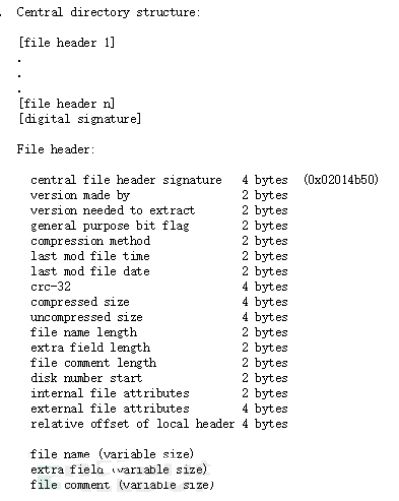 . Central directory structure:
[file header 1]
.
.
.
[file header n]
[digital signature]
File header:
central file header signature 4 bytes (0x02014b50)
version made by 2 bytes
version needed to extract 2 bytes
general purpose bit flag 2 bytes
compression method 2 bytes
last mod file time 2 bytes
last mod file date 2 bytes
crc-32 4 bytes
compressed size 4 bytes
uncompressed size 4 bytes
file name length 2 bytes
extra field length 2 bytes
file comment length 2 bytes
disk number start 2 bytes
internal file attributes 2 bytes
external file attributes 4 bytes
relative offset of local header 4 bytes
file name (variable size)
extra field (variable size)
file comment (variable size)